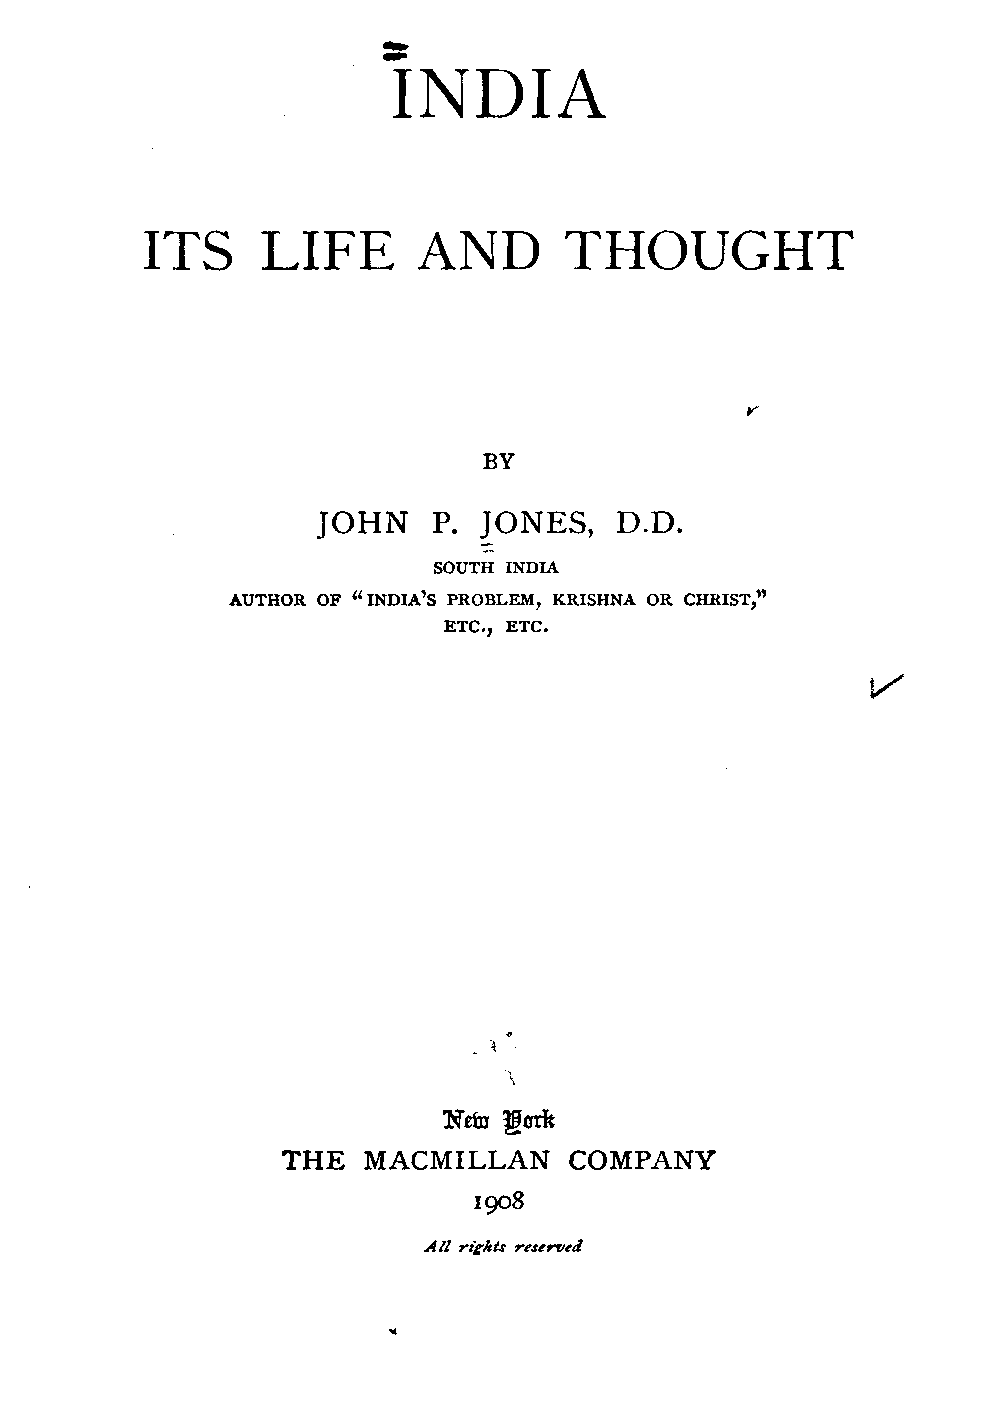 INDIA
ITS LIFE AND THOUGHT
BY
JOHN P. JONES, D.D.
SOUTH INDIA
AUTHOR OF “INDIA’S PROBLEM, KRISHNA OR CHRIST,”
ETC., ETC.
New York
THE MACMILLAN COMPANY
1908
All rights reserved